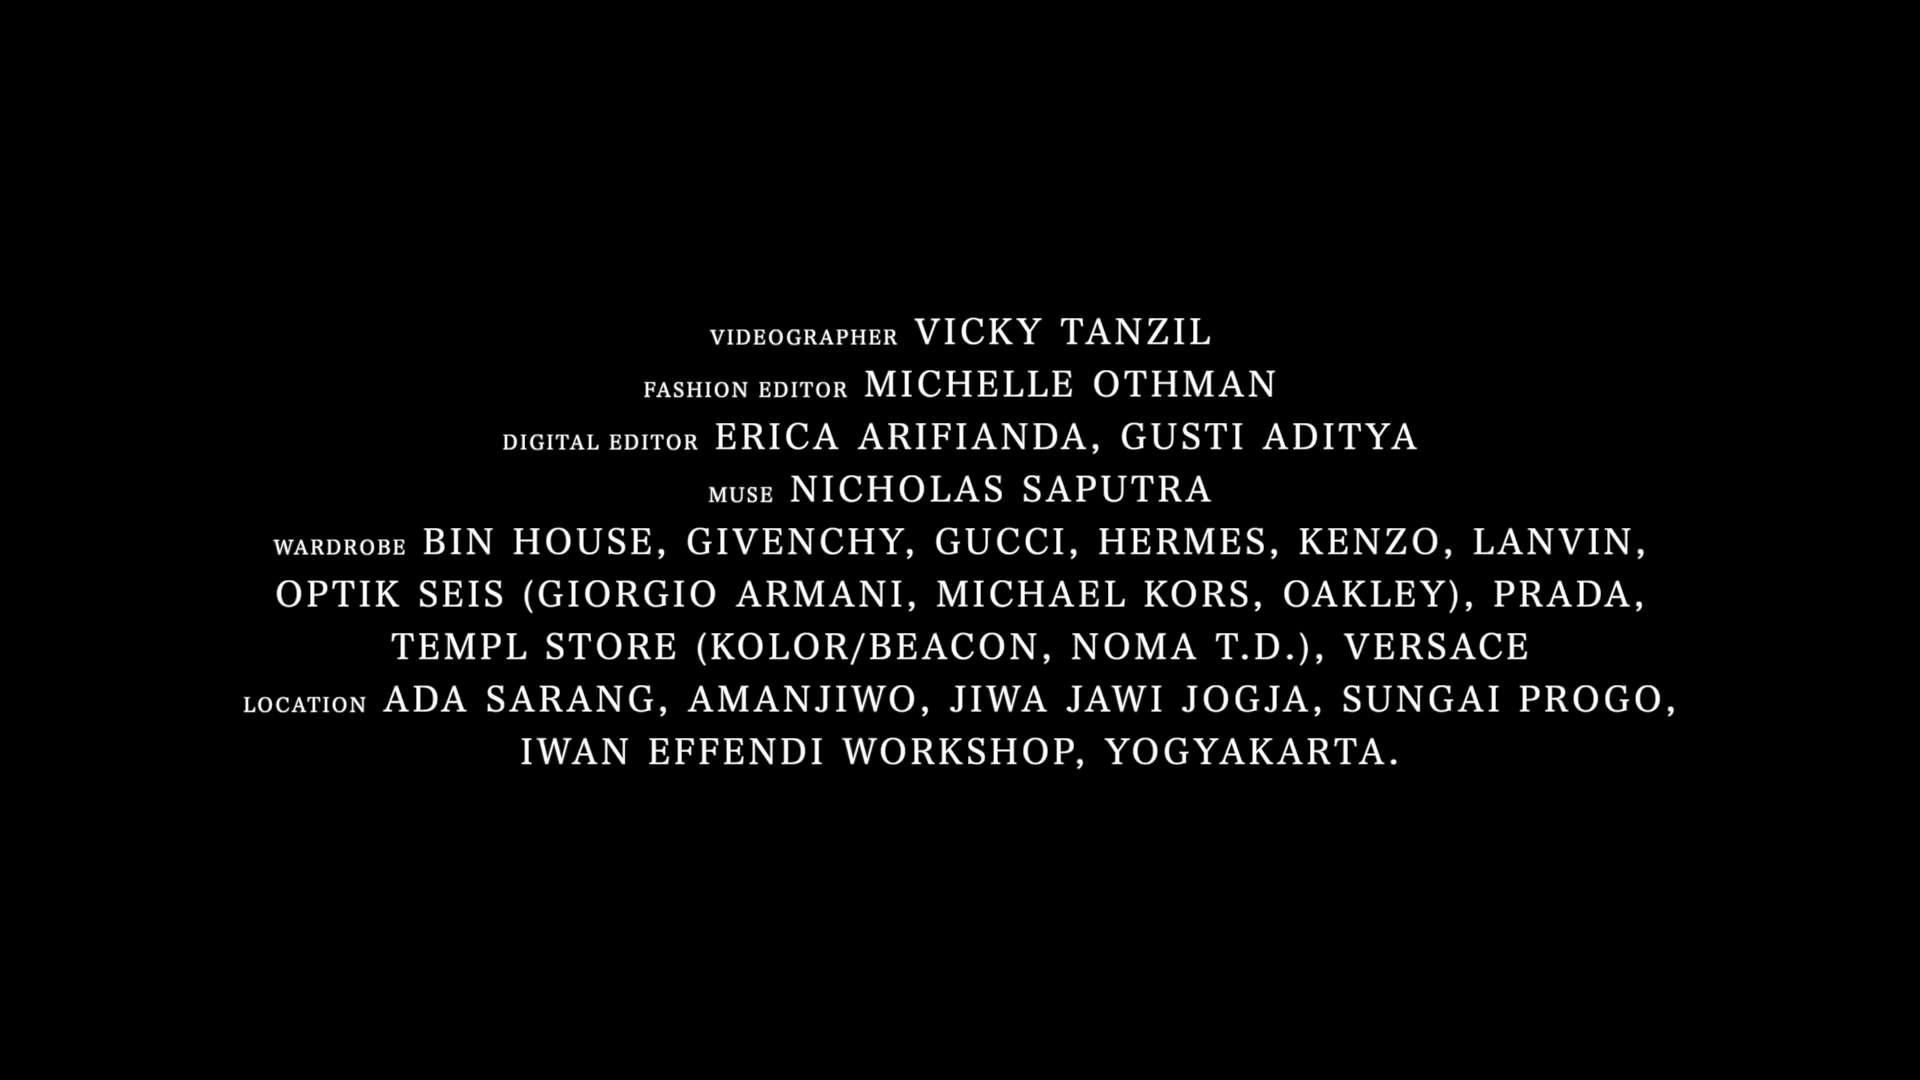 VIDEOGRAPHER VICKY TANZIL
FASHION EDITOR MICHELLE OTHMAN
DIGITAL EDITOR ERICA ARIFIANDA, GUSTI ADITYA
MUSE NICHOLAS SAPUTRA
WARDROBE BIN HOUSE, GIVENCHY, GUCCI, HERMES, KENZO, LANVIN,
OPTIK SEIS (GIORGIO ARMANI, MICHAEL KORS, OAKLEY), PRADA,
TEMPL STORE (KOLOR/BEACON, NOMA T.D.), VERSACE
LOCATION ADA SARANG, AMANJIWO, JIWA JAWI JOGJA, SUNGAI PROGO,
IWAN EFFENDI WORKSHOP, YOGYAKARTA.